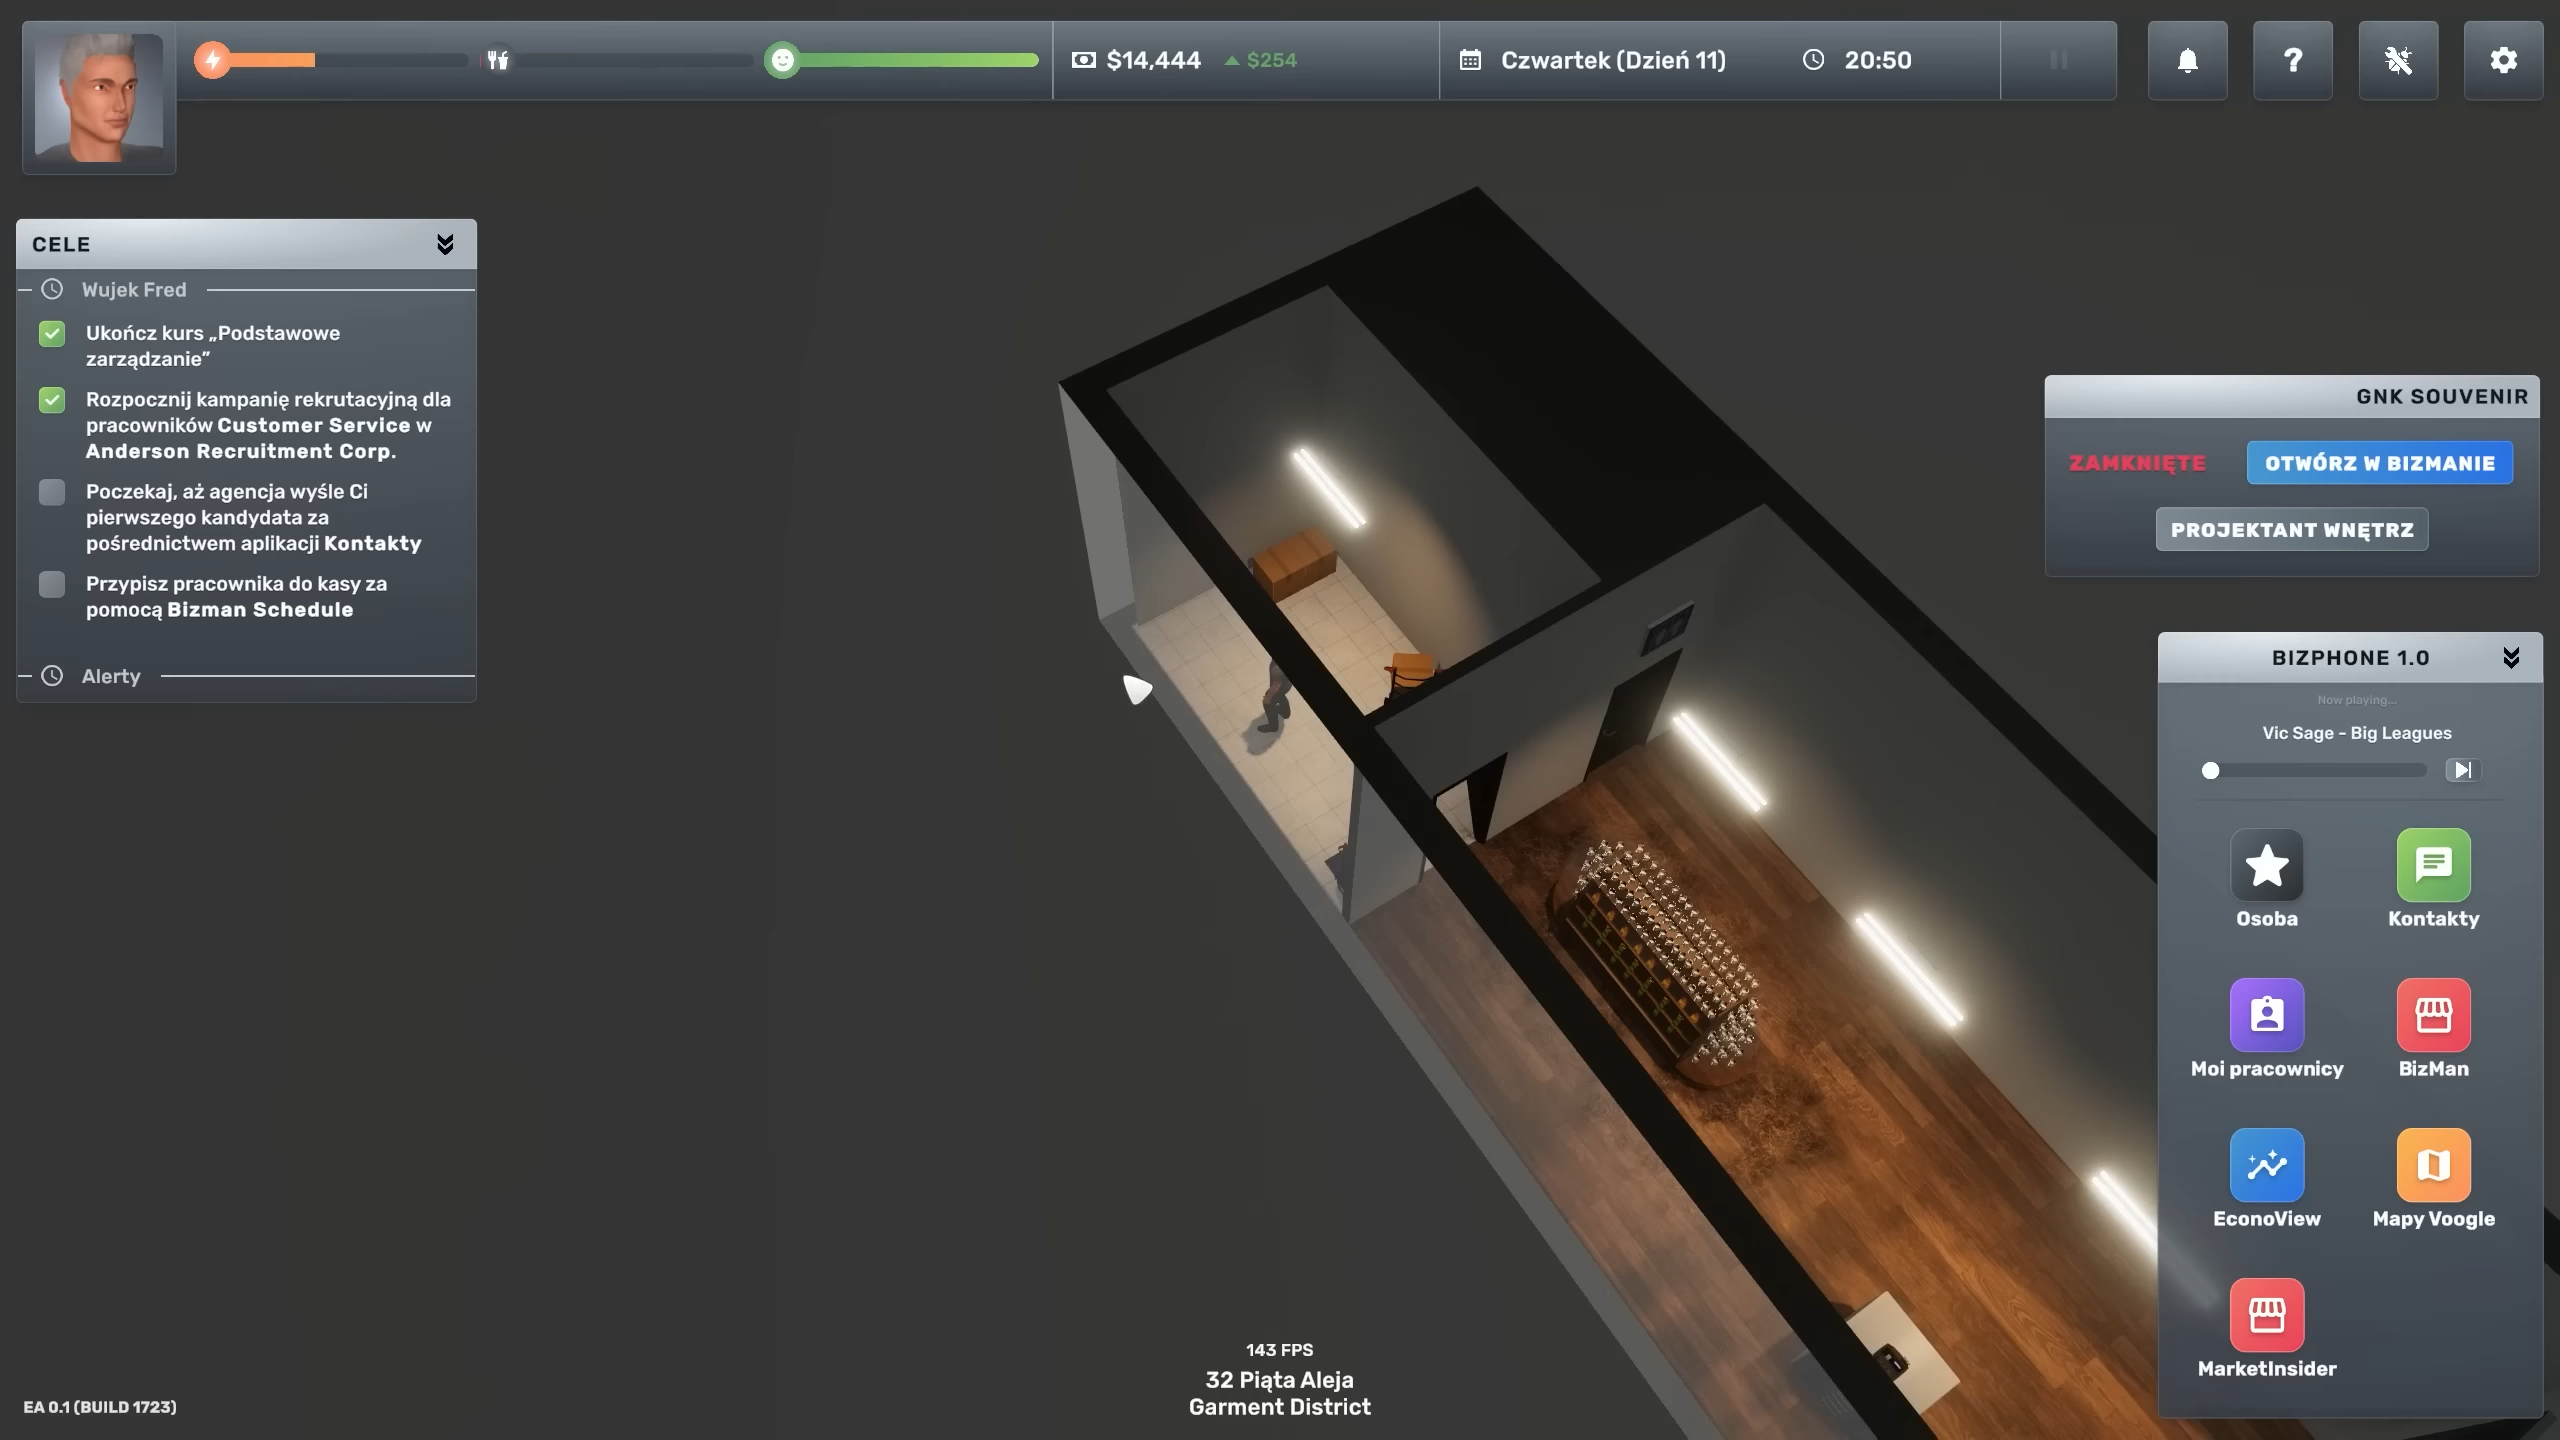 $14,444
$254
Czwartek (Dzień 11)
20:50
?
CELE
Wujek Fred
Ukończ kurs „Podstawowe
zarządzanie”
Rozpocznij kampanię rekrutacyjną dla
pracowników Customer Service w
Anderson Recruitment Corp.
Poczekaj, aż agencja wyśle Ci
pierwszego kandydata za
pośrednictwem aplikacji Kontakty
Przypisz pracownika do kasy za
pomocą Bizman Schedule
Alerty
GNK SOUVENIR
ZAMKNIĘTE
OTWÓRZ W BIZMANIE
PROJEKTANT WNĘTRZ
BIZPHONE 1.0
Now playing...
Vic Sage - Big Leagues
Osoba
Kontakty
Moi pracownicy
BizMan
EconoView
Mapy Voogle
MarketInsider
143 FPS
32 Piąta Aleja
Garment District
EA 0.1 (BUILD 1723)